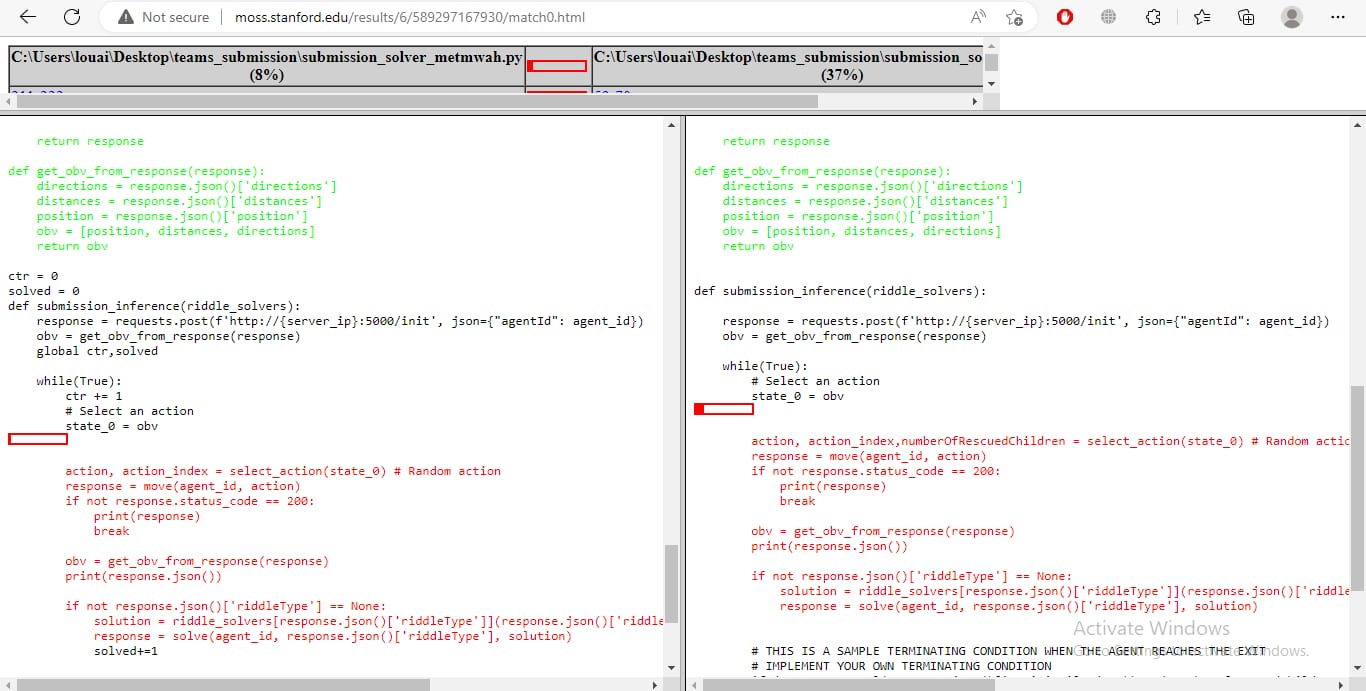 Not secure
moss.stanford.edu/results/6/589297167930/match0.html
C:\Users\louai\Desktop\teams_submission\submission_solver_metmwah.py
(8%)
C:\Users\louai\Desktop\teams_submission\submission_so
(37%)
    return response
def get_obv_from_response(response):
    directions = response.json()['directions']
    distances = response.json()['distances']
    position = response.json()['position']
    obv = [position, distances, directions]
    return obv
ctr = 0
solved = 0
def submission_inference(riddle_solvers):
    response = requests.post(f'http://{server_ip}:5000/init', json={"agentId": agent_id})
    obv = get_obv_from_response(response)
    global ctr,solved
    while(True):
        ctr += 1
        # Select an action
        state_0 = obv
        action, action_index = select_action(state_0) # Random action
        response = move(agent_id, action)
        if not response.status_code == 200:
            print(response)
            break
        obv = get_obv_from_response(response)
        print(response.json())
        if not response.json()['riddleType'] == None:
            solution = riddle_solvers[response.json()['riddleType']](response.json()['riddle
            response = solve(agent_id, response.json()['riddleType'], solution)
            solved+=1
    return response
def get_obv_from_response(response):
    directions = response.json()['directions']
    distances = response.json()['distances']
    position = response.json()['position']
    obv = [position, distances, directions]
    return obv
def submission_inference(riddle_solvers):
    response = requests.post(f'http://{server_ip}:5000/init', json={"agentId": agent_id})
    obv = get_obv_from_response(response)
    while(True):
        # Select an action
        state_0 = obv
        action, action_index,numberOfRescuedChildren = select_action(state_0) # Random actio
        response = move(agent_id, action)
        if not response.status_code == 200:
            print(response)
            break
        obv = get_obv_from_response(response)
        print(response.json())
        if not response.json()['riddleType'] == None:
            solution = riddle_solvers[response.json()['riddleType']](response.json()['riddle
            response = solve(agent_id, response.json()['riddleType'], solution)
        # THIS IS A SAMPLE TERMINATING CONDITION WHEN THE AGENT REACHES THE EXIT
        # IMPLEMENT YOUR OWN TERMINATING CONDITION
Activate Windows
Go to Settings to activate Windows.